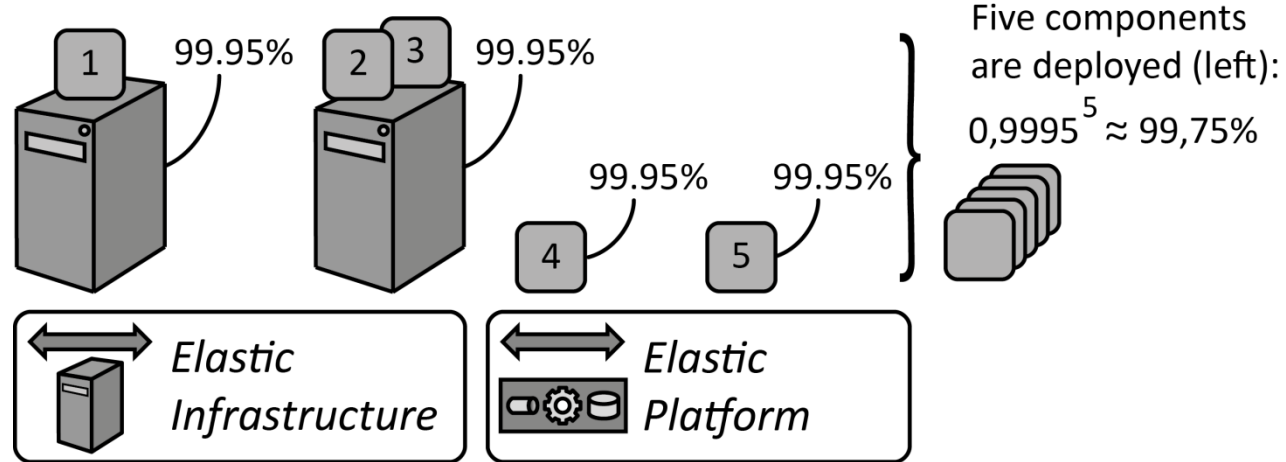 1
99.95%
2
3
99.95%
4
99.95%
5
99.95%
Five components
are deployed (left):
0,9995^5 ≈ 99,75%
Elastic
Infrastructure
Elastic
Platform